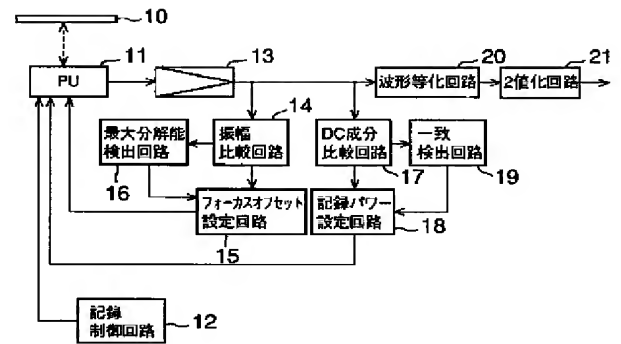 10
11
PU
13
20
波形等化回路
21
2値化回路
14
最大分解能
検出回路
16
振幅
比較回路
DC成分
比較回路
17
一致
検出回路
19
フォーカスオフセット
設定回路
15
記録パワー
設定回路
18
記録
制御回路
12